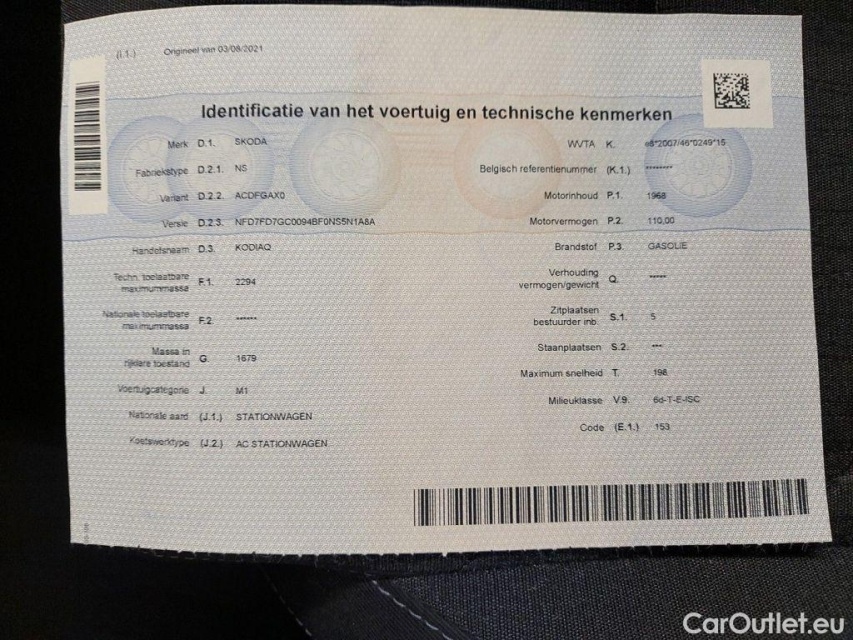 (I.1.) Origineel van 03/08/2021
Identificatie van het voertuig en technische kenmerken
Merk D.1. SKODA
Fabriekstype D.2.1. NS
Variant D.2.2. ACDFGAX0
Versie D.2.3. NFD7FD7GC0094BF0NS5N1A8A
Handelsnaam D.3. KODIAQ
Techn. toelaatbare
maximummassa F.1. 2294
Nationale toelaatbare
maximummassa F.2. ******
Massa in
rijklare toestand G. 1679
Voertuigcategorie J. M1
Nationale aard (J.1.) STATIONWAGEN
Koetswerktype (J.2.) AC STATIONWAGEN
WVTA K. e8*2007/46*0249*15
Belgisch referentienummer (K.1.) ********
Motorinhoud P.1. 1968
Motorvermogen P.2. 110,00
Brandstof P.3. GASOLIE
Verhouding
vermogen/gewicht Q. *****
Zitplaatsen
bestuurder inb. S.1. 5
Staanplaatsen S.2. ***
Maximum snelheid T. 198
Milieuklasse V.9. 6d-T-E-ISC
Code (E.1.) 153
CarOutlet.eu